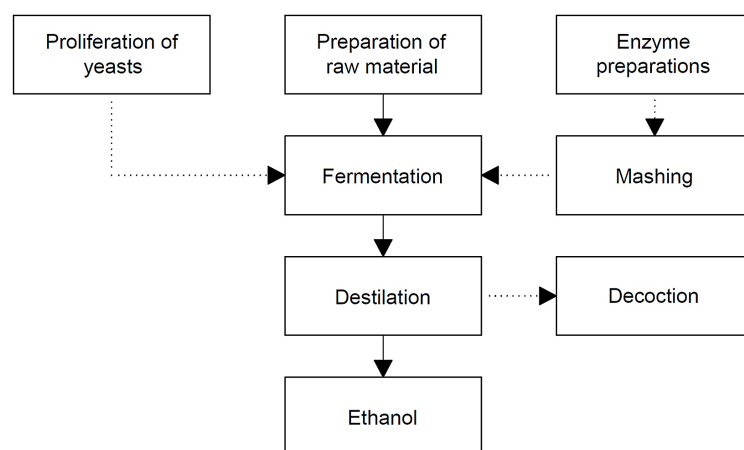 Proliferation of
yeasts
Preparation of
raw material
Enzyme
preparations
Fermentation
Mashing
Destilation
Decoction
Ethanol